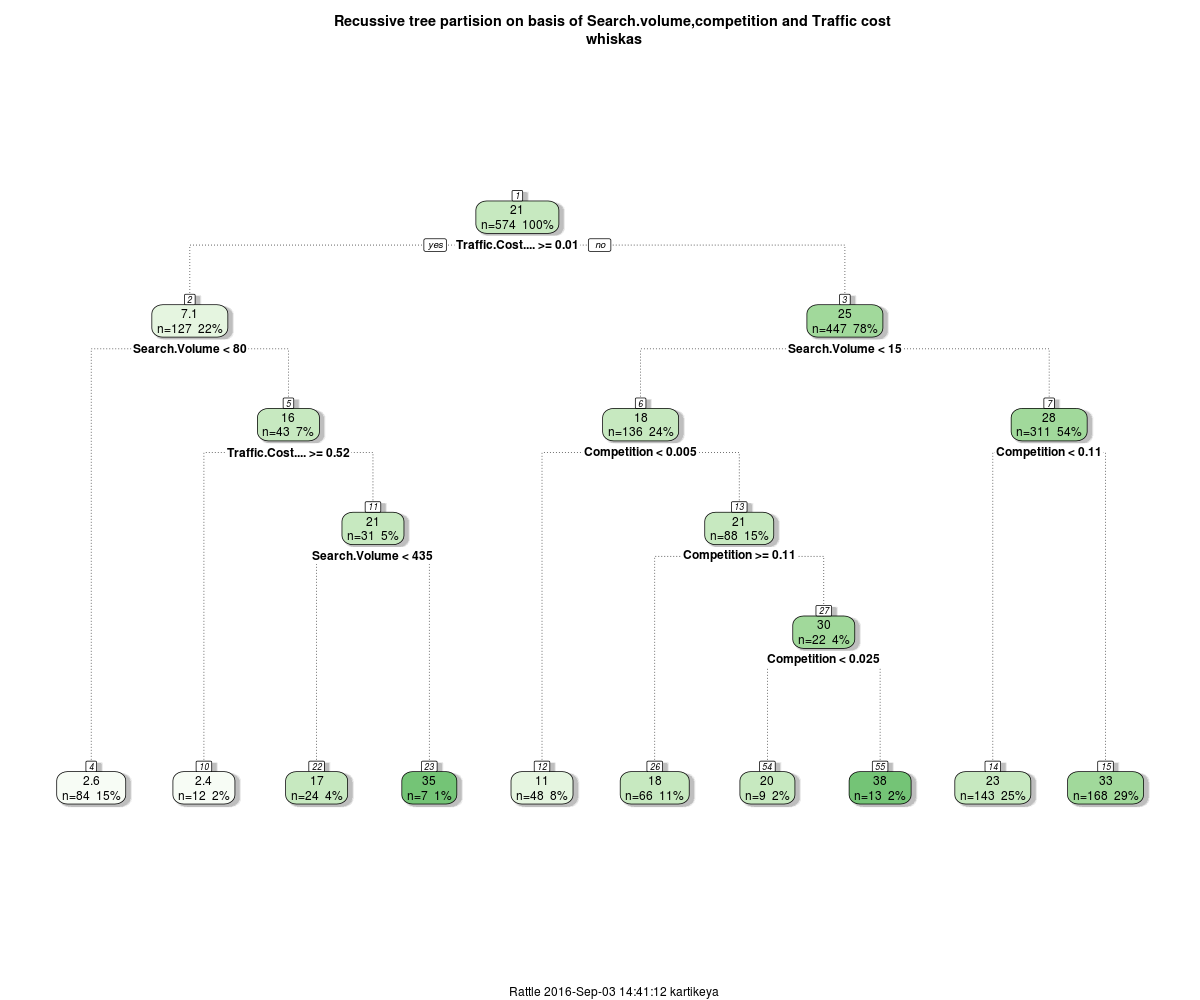 Recussive tree partision on basis of Search.volume,competition and Traffic cost
whiskas
1
21
n=574 100%
yes Traffic.Cost.... >= 0.01 no
2
7.1
n=127 22%
Search.Volume < 80
3
25
n=447 78%
Search.Volume < 15
5
16
n=43 7%
Traffic.Cost.... >= 0.52
6
18
n=136 24%
Competition < 0.005
7
28
n=311 54%
Competition < 0.11
11
21
n=31 5%
Search.Volume < 435
13
21
n=88 15%
Competition >= 0.11
27
30
n=22 4%
Competition < 0.025
4
2.6
n=84 15%
10
2.4
n=12 2%
22
17
n=24 4%
23
35
n=7 1%
12
11
n=48 8%
26
18
n=66 11%
54
20
n=9 2%
55
38
n=13 2%
14
23
n=143 25%
15
33
n=168 29%
Rattle 2016-Sep-03 14:41:12 kartikeya